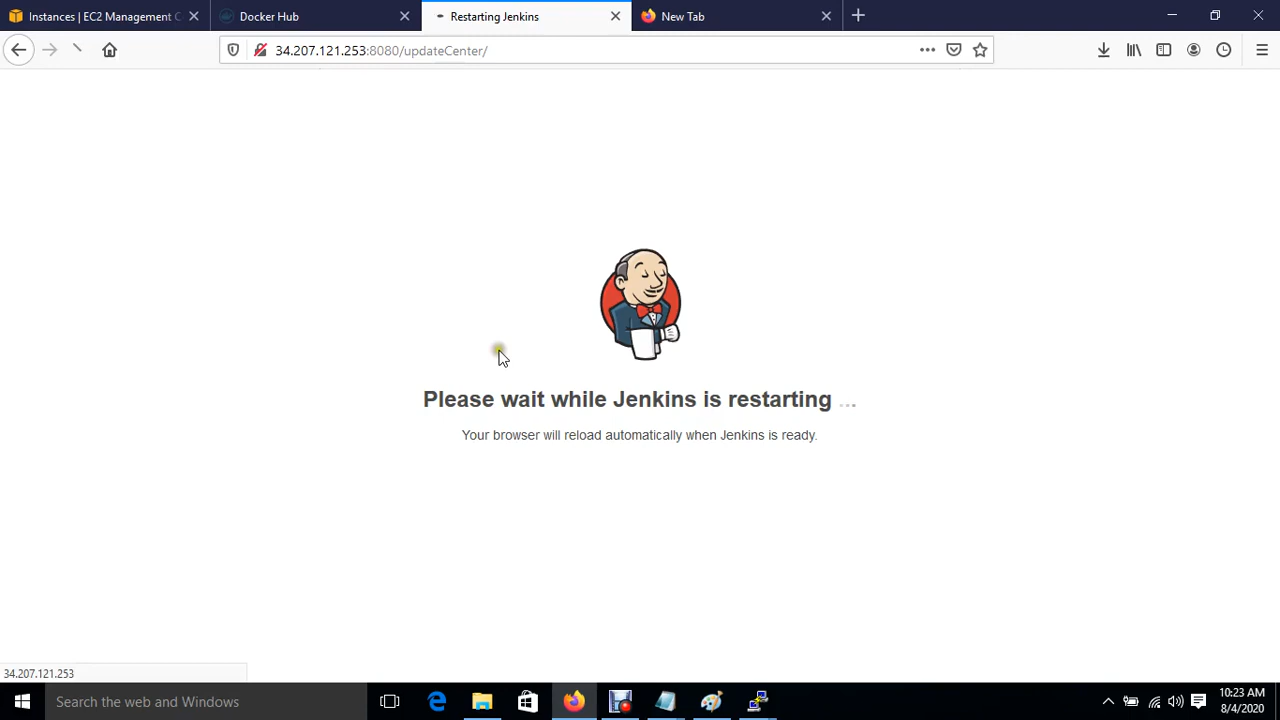 Instances | EC2 Management C
Docker Hub
Restarting Jenkins
New Tab
34.207.121.253:8080/updateCenter/
Please wait while Jenkins is restarting ...
Your browser will reload automatically when Jenkins is ready.
34.207.121.253
Search the web and Windows
10:23 AM
8/4/2020